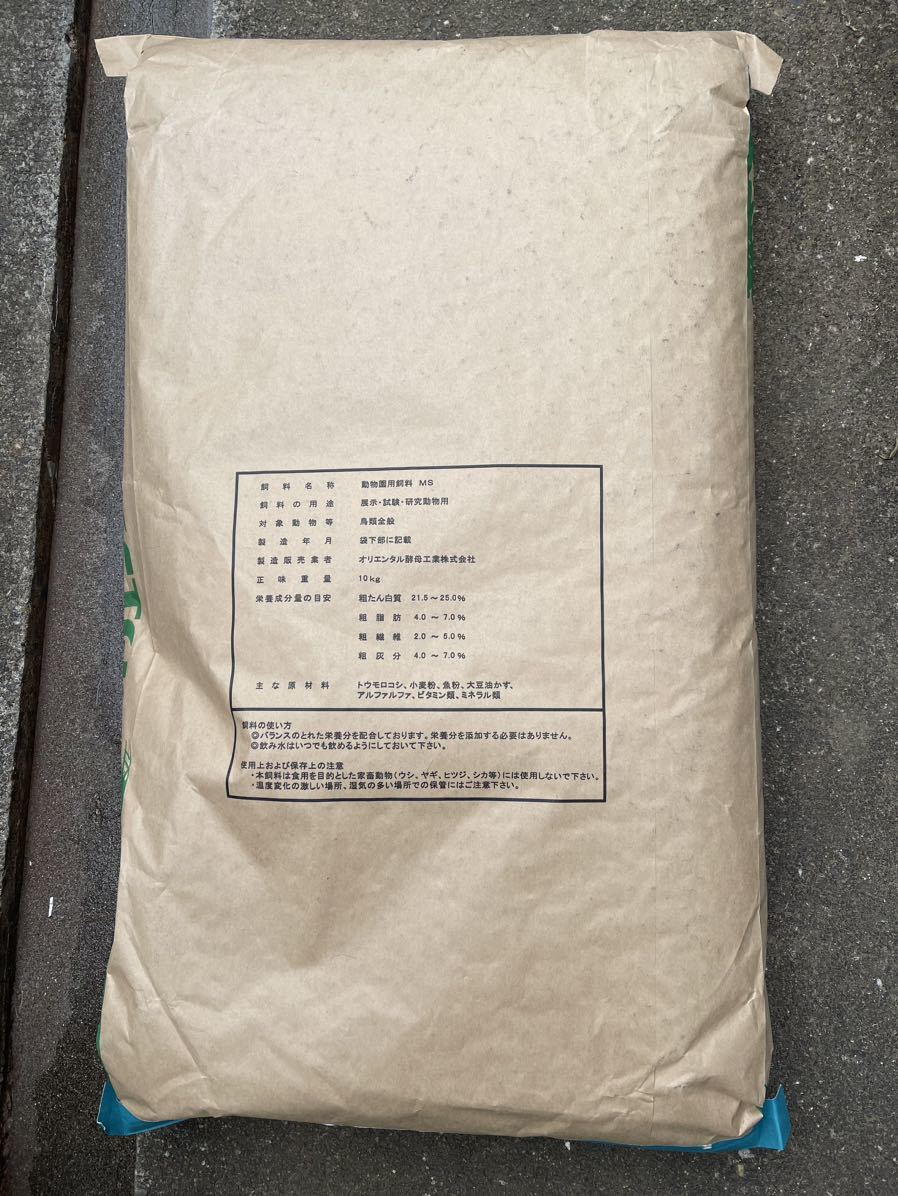 飼料名称 動物園用飼料 MS
飼料の用途 展示・試験・研究動物用
対象動物等 鳥類全般
製造年月 袋下部に記載
製造販売業者 オリエンタル酵母工業株式会社
正味重量 10kg
栄養成分量の目安 粗たん白質 21.5～25.0%
粗脂肪 4.0～7.0%
粗繊維 2.0～5.0%
粗灰分 4.0～7.0%
主な原材料 トウモロコシ、小麦粉、魚粉、大豆油かす、
アルファルファ、ビタミン類、ミネラル類
飼料の使い方
◎バランスのとれた栄養分を配合しております。栄養分を添加する必要はありません。
◎飲み水はいつでも飲めるようにしておいて下さい。
使用上および保存上の注意
・本飼料は食用を目的とした家畜動物(ウシ、ヤギ、ヒツジ、シカ等)には使用しないで下さい。
・温度変化の激しい場所、湿気の多い場所での保管にはご注意下さい。